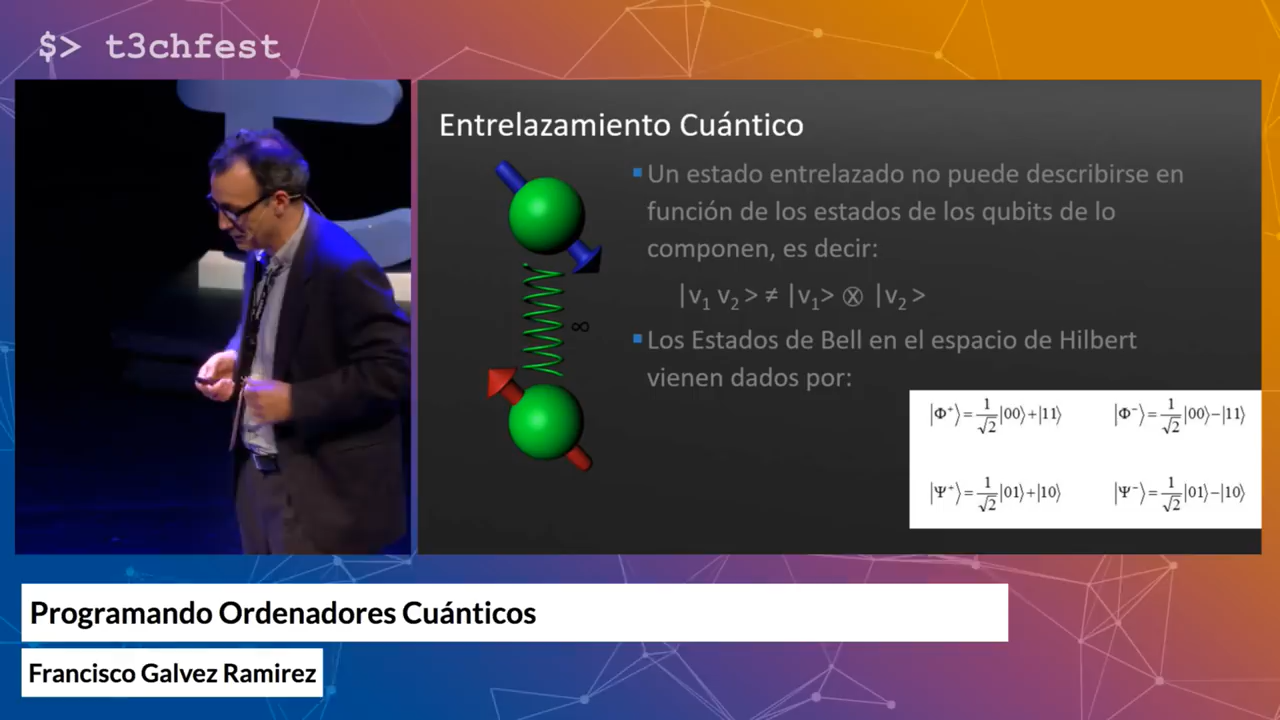 $> t3chfest
Entrelazamiento Cuántico
▪Un estado entrelazado no puede describirse en
función de los estados de los qubits de lo
componen, es decir:
|v₁ v₂ > ≠ |v₁> ⊗ |v₂ >
▪Los Estados de Bell en el espacio de Hilbert
vienen dados por:
∞
|Φ⁺⟩=1/√2|00⟩+|11⟩ |Φ⁻⟩=1/√2|00⟩−|11⟩
|Ψ⁺⟩=1/√2|01⟩+|10⟩ |Ψ⁻⟩=1/√2|01⟩−|10⟩
Programando Ordenadores Cuánticos
Francisco Galvez Ramirez